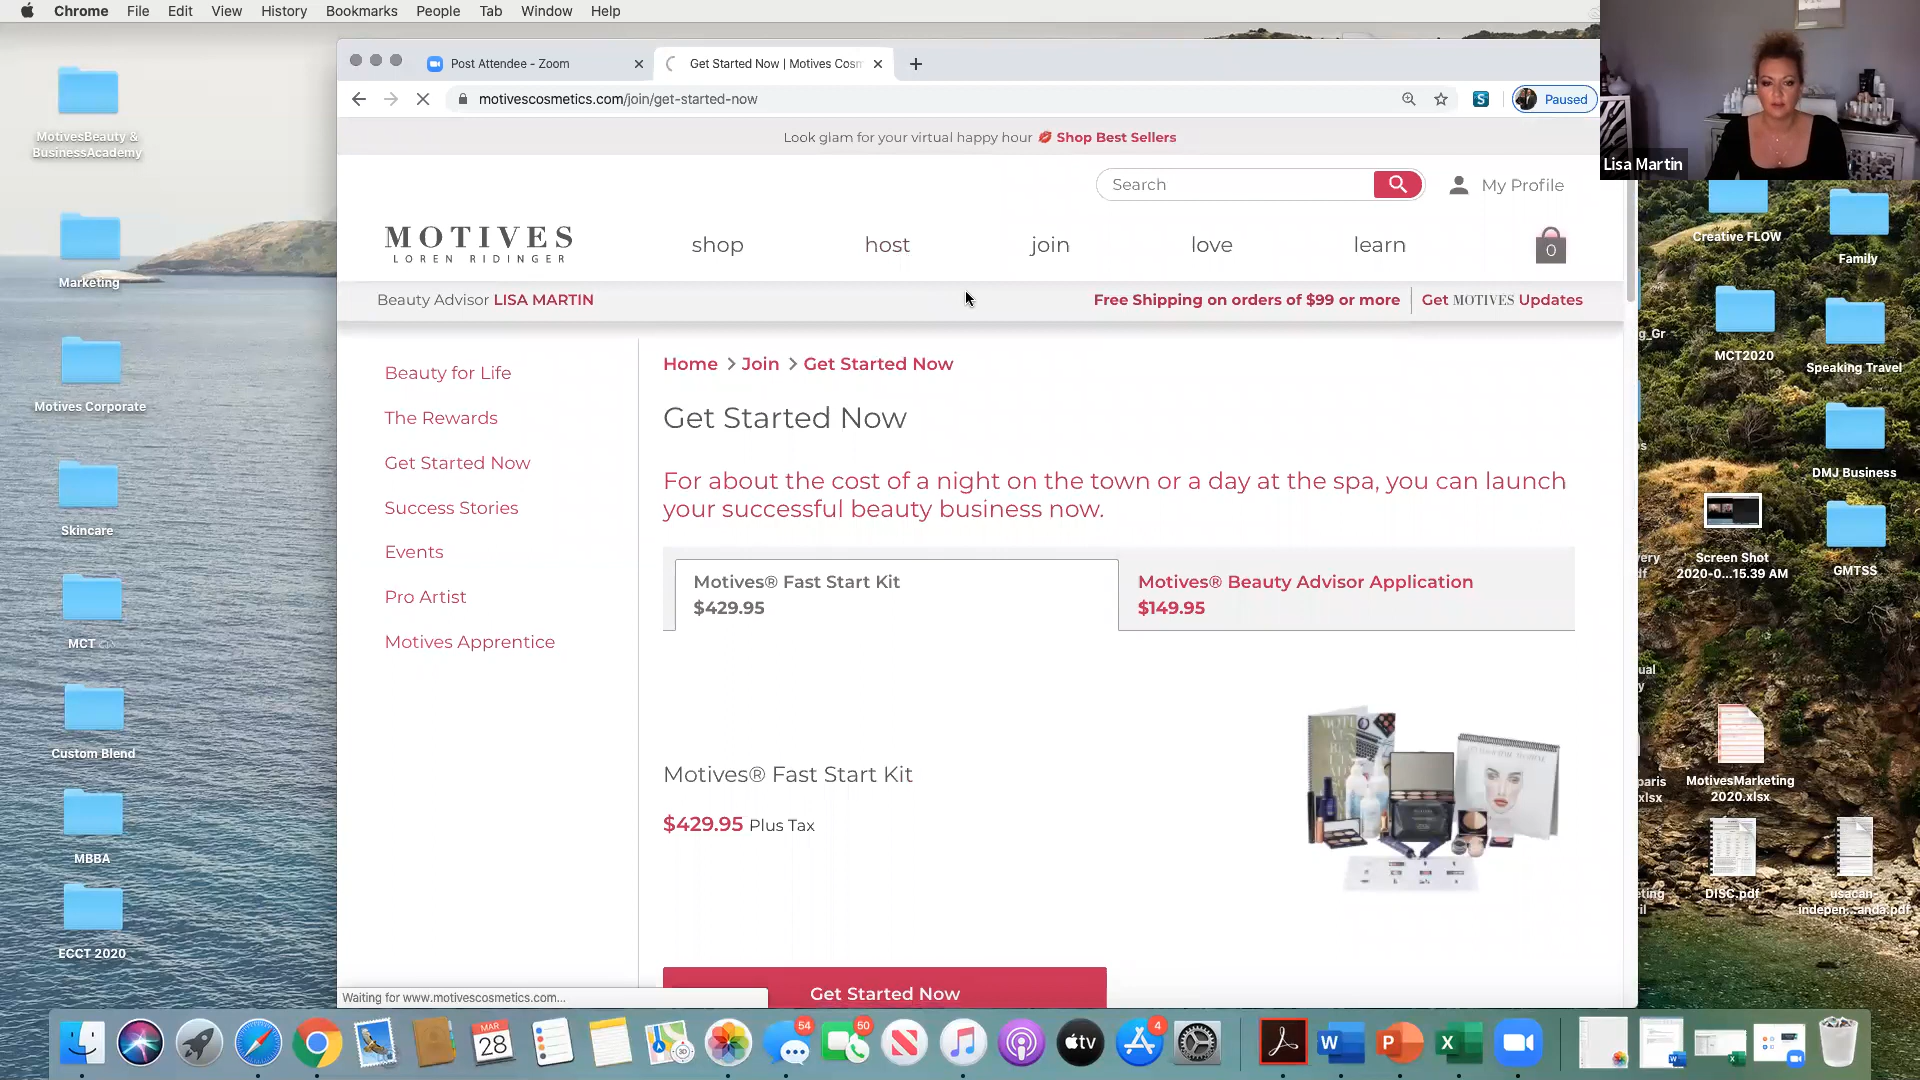 Chrome File Edit View History Bookmarks People Tab Window Help
Post Attendee - Zoom
Get Started Now | Motives Cosm
motivescosmetics.com/join/get-started-now
Paused
Look glam for your virtual happy hour 💋 Shop Best Sellers
Search
My Profile
MOTIVES
LOREN RIDINGER
shop
host
join
love
learn
0
Beauty Advisor LISA MARTIN
Free Shipping on orders of $99 or more
Get MOTIVES Updates
Beauty for Life
The Rewards
Get Started Now
Success Stories
Events
Pro Artist
Motives Apprentice
Home > Join > Get Started Now
Get Started Now
For about the cost of a night on the town or a day at the spa, you can launch
your successful beauty business now.
Motives® Fast Start Kit
$429.95
Motives® Beauty Advisor Application
$149.95
Motives® Fast Start Kit
$429.95 Plus Tax
Get Started Now
Waiting for www.motivescosmetics.com...
Lisa Martin
MotivesBeauty &
BusinessAcademy
Marketing
Motives Corporate
Skincare
MCT
Custom Blend
MBBA
ECCT 2020
Creative FLOW
Family
MCT2020
Speaking Travel
DMJ Business
Screen Shot
2020-0...15.39 AM
GMTSS
MotivesMarketing
2020.xlsx
DISC.pdf
usacan-
indepen...anda.pdf
MAR
28
54
50
tv
4
W
P
X